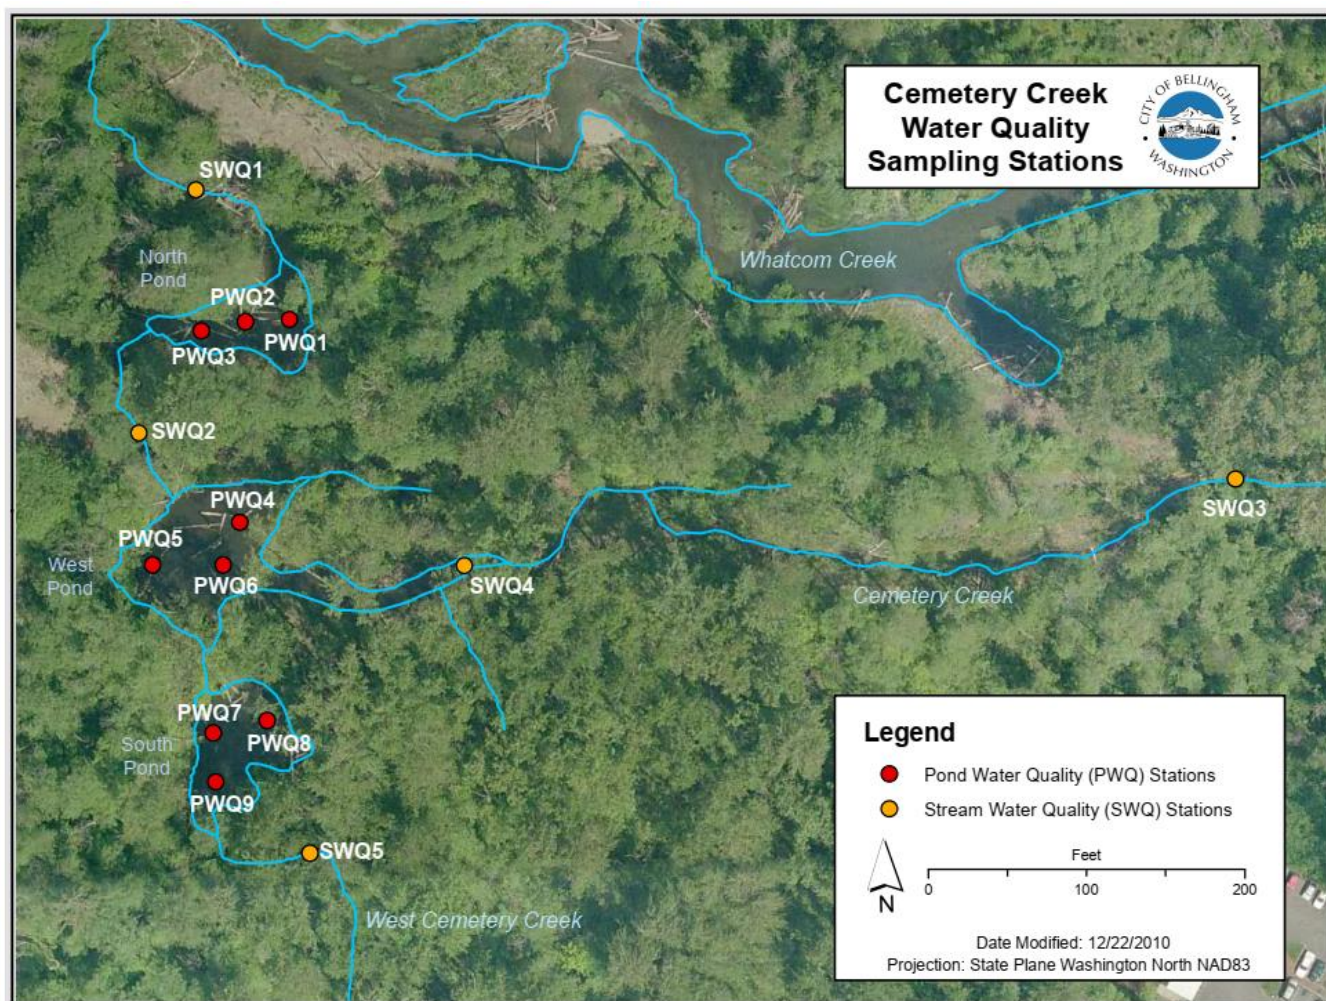 Cemetery Creek
Water Quality
Sampling Stations
CITY OF BELLINGHAM
WASHINGTON
SWQ1
North
Pond
Whatcom Creek
PWQ2
PWQ3
PWQ1
SWQ2
PWQ4
SWQ3
PWQ5
West
Pond
PWQ6
SWQ4
Cemetery Creek
PWQ7
South
Pond
PWQ8
PWQ9
SWQ5
West Cemetery Creek
Legend
Pond Water Quality (PWQ) Stations
Stream Water Quality (SWQ) Stations
Feet
0 100 200
N
Date Modified: 12/22/2010
Projection: State Plane Washington North NAD83